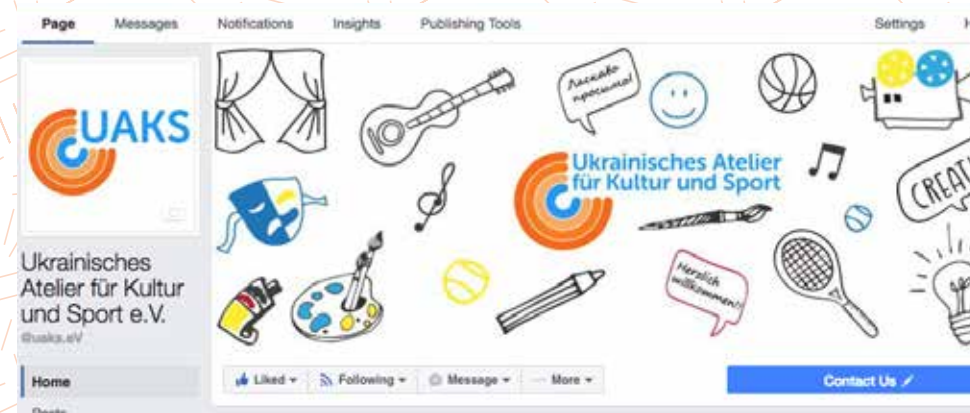 Page Messages Notifications Insights Publishing Tools Settings
UAKS
Ukrainisches
Atelier für Kultur
und Sport e.V.
@uaks.eV
Home
Posts
Ласкаво
просимо!
Ukrainisches Atelier
für Kultur und Sport
Herzlich
willkommen!
Liked Following Message More
Contact Us